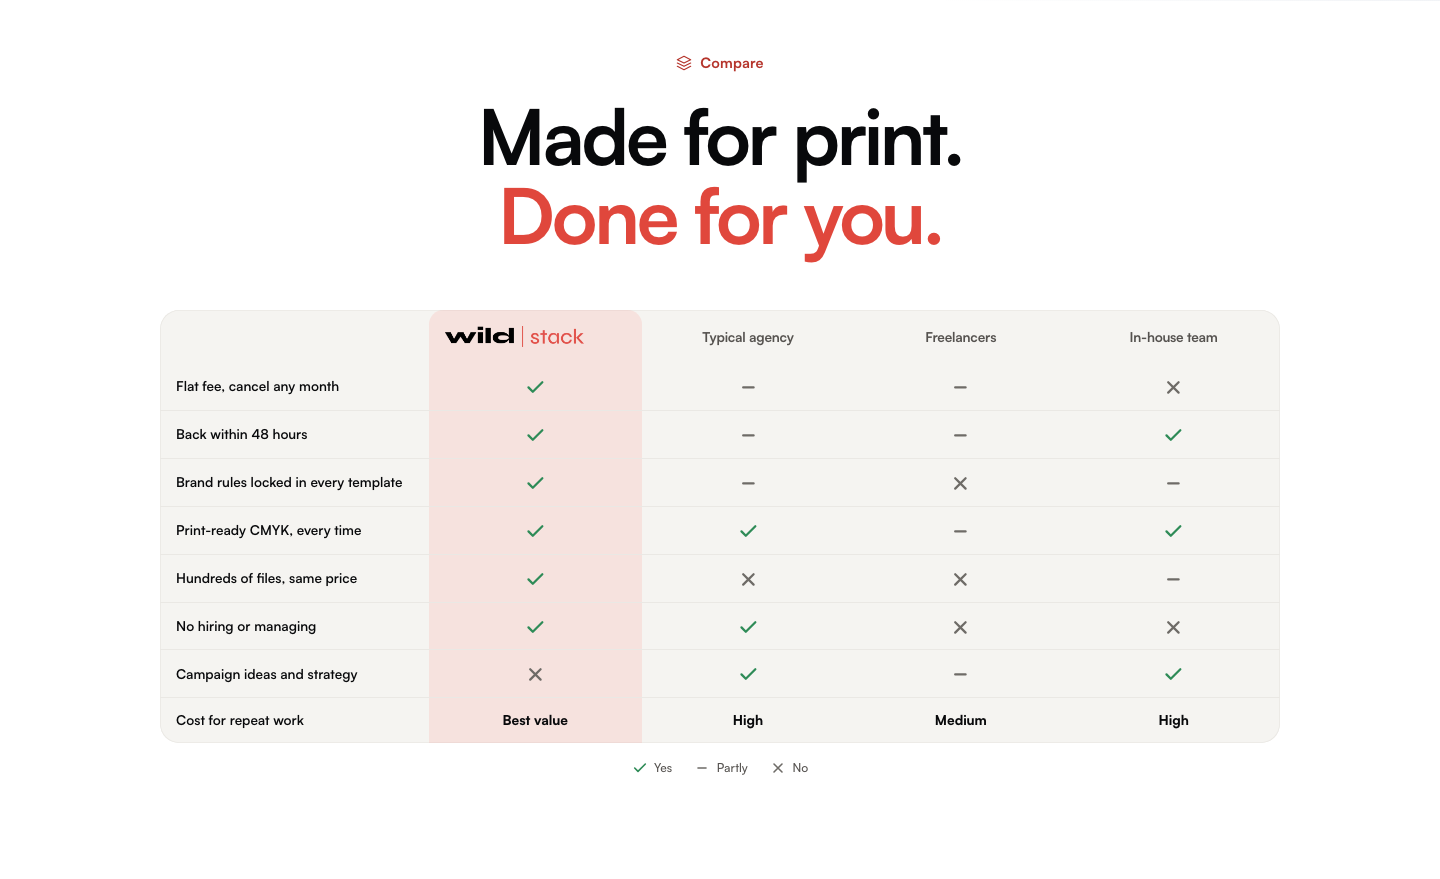 Compare
Made for print.
Done for you.
wild | stack Typical agency Freelancers In-house team
Flat fee, cancel any month
Back within 48 hours
Brand rules locked in every template
Print-ready CMYK, every time
Hundreds of files, same price
No hiring or managing
Campaign ideas and strategy
Cost for repeat work Best value High Medium High
Yes Partly No